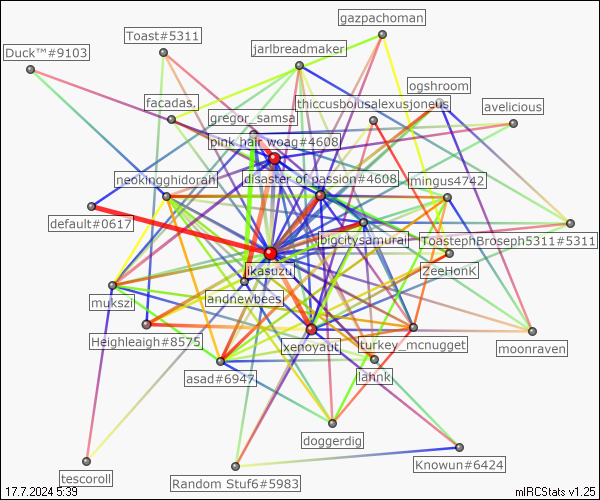 gazpachoman
Toast#5311
jarlbreadmaker
Duck™#9103
ogshroom
facadas.
thiccusboiusalexusjoneus
avelicious
gregor_samsa
pink hair woag#4608
neokingghidorah
disaster of passion#4608
lmingus4742
default#0617
bigcitysamurai
ToastephBroseph5311#5311
ikasuzu
ZeeHonK
mukszi
andnewbees
Heighleaigh#8575
xenoyaut
turkey_mcnugget
moonraven
asad#6947
lahnk
doggerdig
tescoroll
Random Stuf6#5983
Knowun#6424
17.7.2024 5:39
mIRCStats v1.25